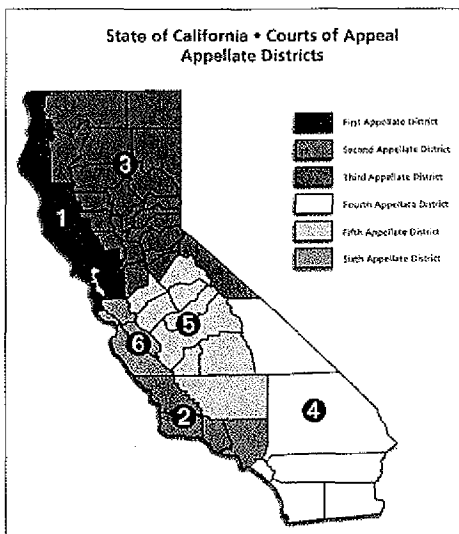 State of California • Courts of Appeal
Appellate Districts
First Appellate District
Second Appellate District
Third Appellate District
Fourth Appellate District
Fifth Appellate District
Sixth Appellate District
3
1
5
6
2
4